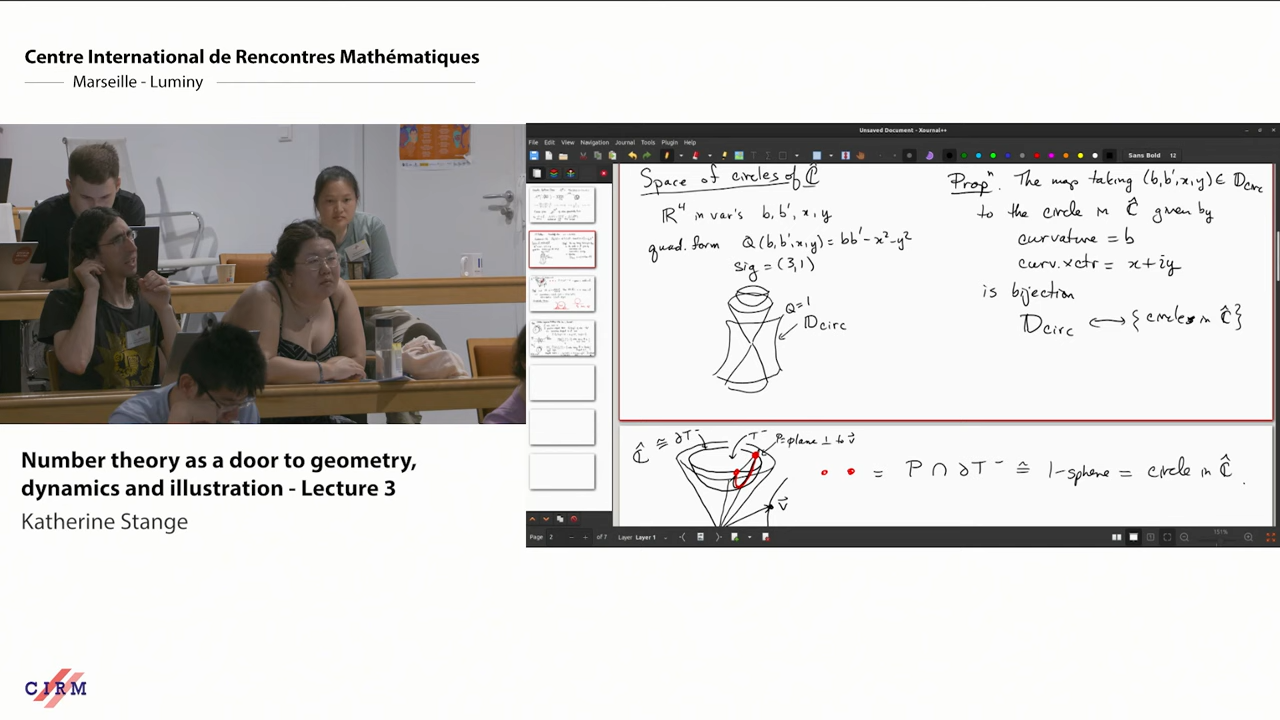 Centre International de Rencontres Mathématiques
Marseille - Luminy
Unsaved Document - Xournal++
File Edit View Navigation Journal Tools Plugin Help
Sans Bold 12
Space of circles of Ĉ
ℝ⁴ in var's b, b', x, y
quad. form Q(b,b',x,y) = bb' - x² - y²
sig = (3,1)
Q=1
𝔻circ
Propⁿ. The map taking (b,b',x,y) ∈ 𝔻circ
to the circle in Ĉ given by
curvature = b
curv. × ctr = x+iy
is bijection
𝔻circ ⟷ { circles in Ĉ }
Ĉ ≅ ∂T⁻
T⁻
P=plane ⊥ to v⃗
v⃗
= P ∩ ∂T⁻ ≅ 1-sphere = circle in Ĉ.
Page 2 of 7 Layer Layer 1
151%
Number theory as a door to geometry,
dynamics and illustration - Lecture 3
Katherine Stange
CIRM